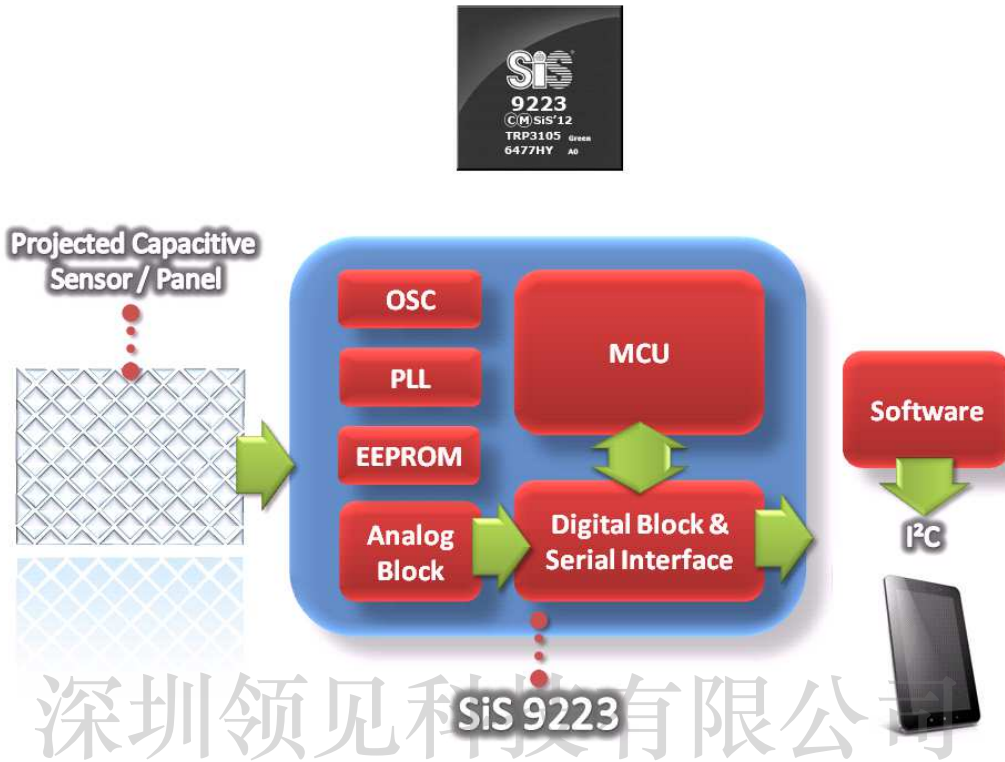 SiS
9223
ⒸⓂSiS'12
TRP3105 Green
6477HY A0
Projected Capacitive
Sensor / Panel
OSC
PLL
EEPROM
Analog
Block
MCU
Digital Block &
Serial Interface
Software
I²C
SiS 9223
深圳领见科技有限公司